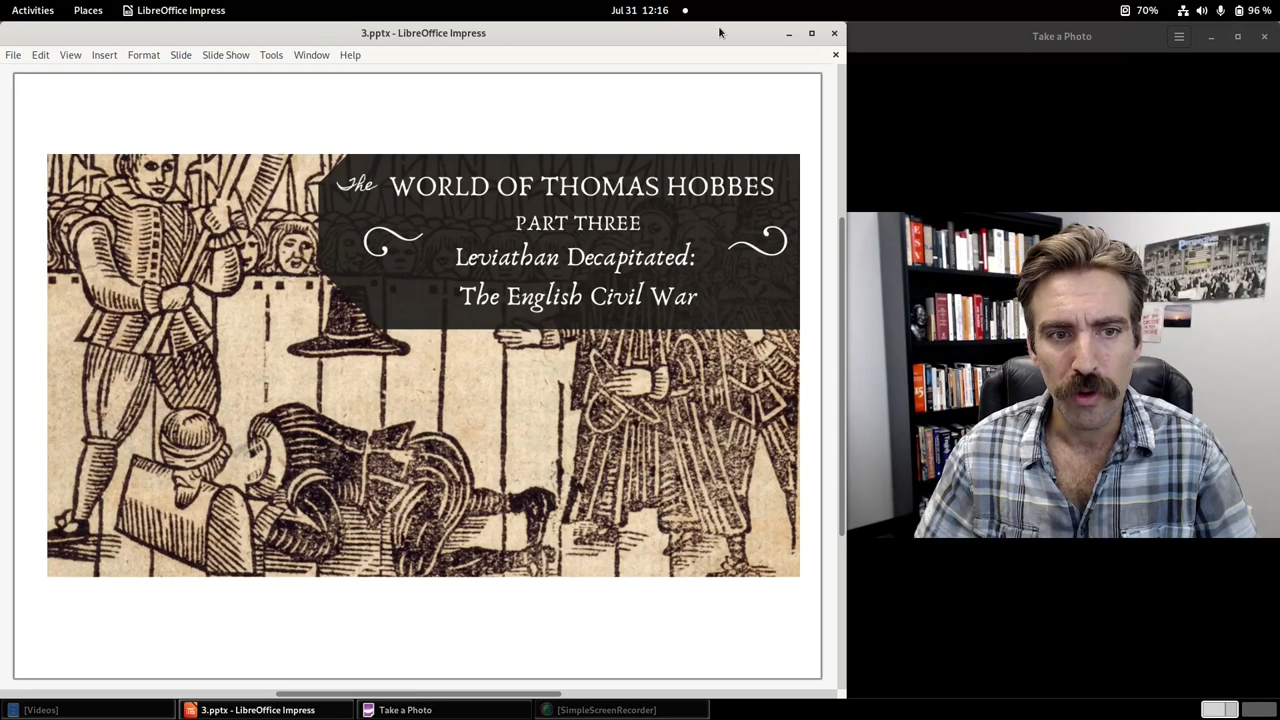 Activities Places LibreOffice Impress Jul 31 12:16 70% 96 %
3.pptx - LibreOffice Impress
Take a Photo
File Edit View Insert Format Slide Slide Show Tools Window Help
The WORLD OF THOMAS HOBBES
PART THREE
Leviathan Decapitated:
The English Civil War
[Videos] 3.pptx - LibreOffice Impress Take a Photo [SimpleScreenRecorder]